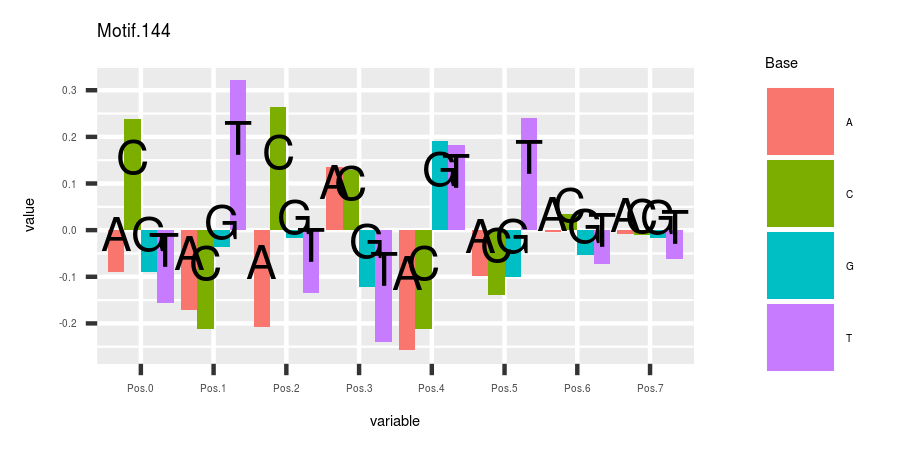 Motif.144
Base
A
C
G
T
value
0.3
0.2
0.1
0.0
-0.1
-0.2
A C G T A C G T A C G T A C G T A C G T A C G T A C G T A C G T
Pos.0 Pos.1 Pos.2 Pos.3 Pos.4 Pos.5 Pos.6 Pos.7
variable